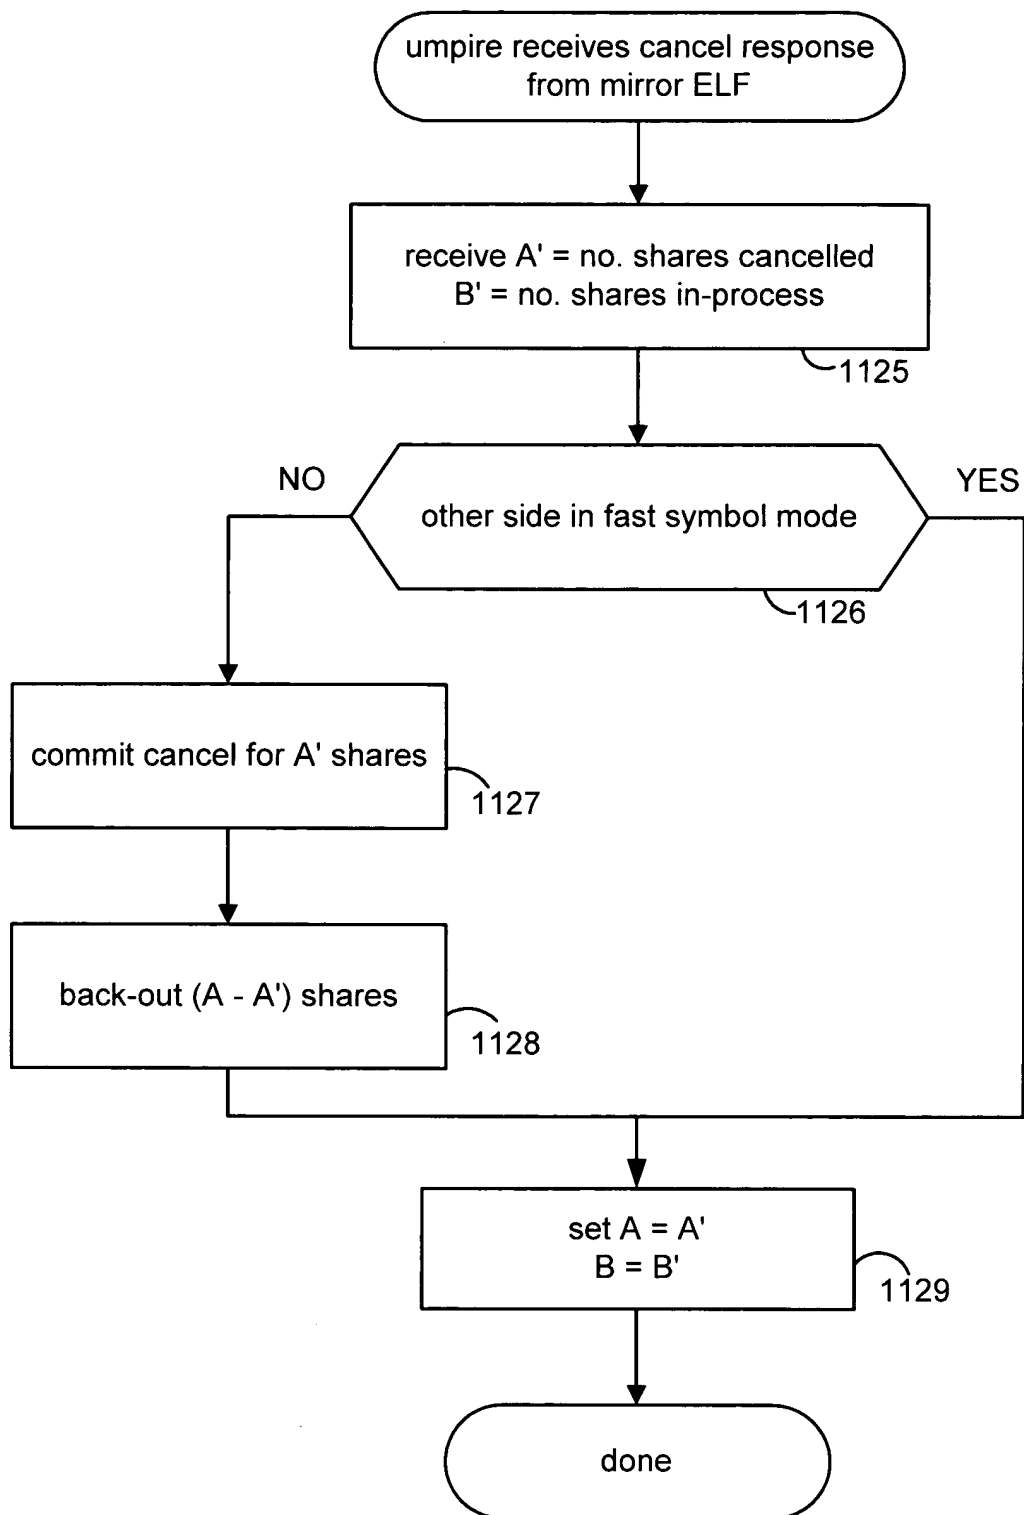 umpire receives cancel response
from mirror ELF
receive A' = no. shares cancelled
B' = no. shares in-process
1125
NO
YES
other side in fast symbol mode
1126
commit cancel for A' shares
1127
back-out (A - A') shares
1128
set A = A'
B = B'
1129
done